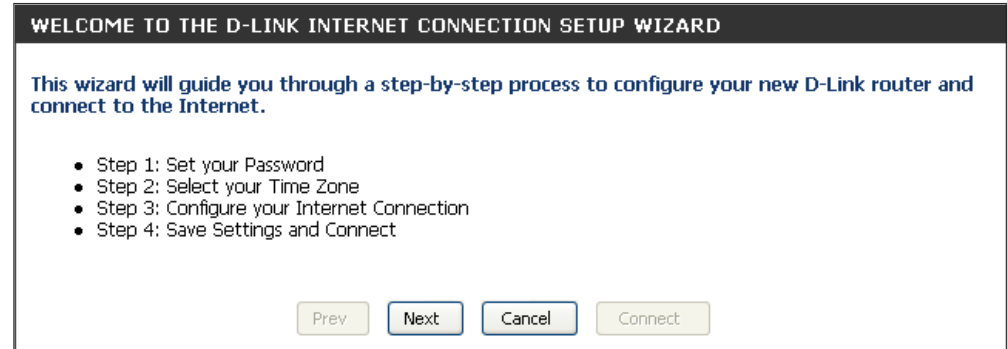 WELCOME TO THE D-LINK INTERNET CONNECTION SETUP WIZARD
This wizard will guide you through a step-by-step process to configure your new D-Link router and
connect to the Internet.
• Step 1: Set your Password
• Step 2: Select your Time Zone
• Step 3: Configure your Internet Connection
• Step 4: Save Settings and Connect
Prev Next Cancel Connect